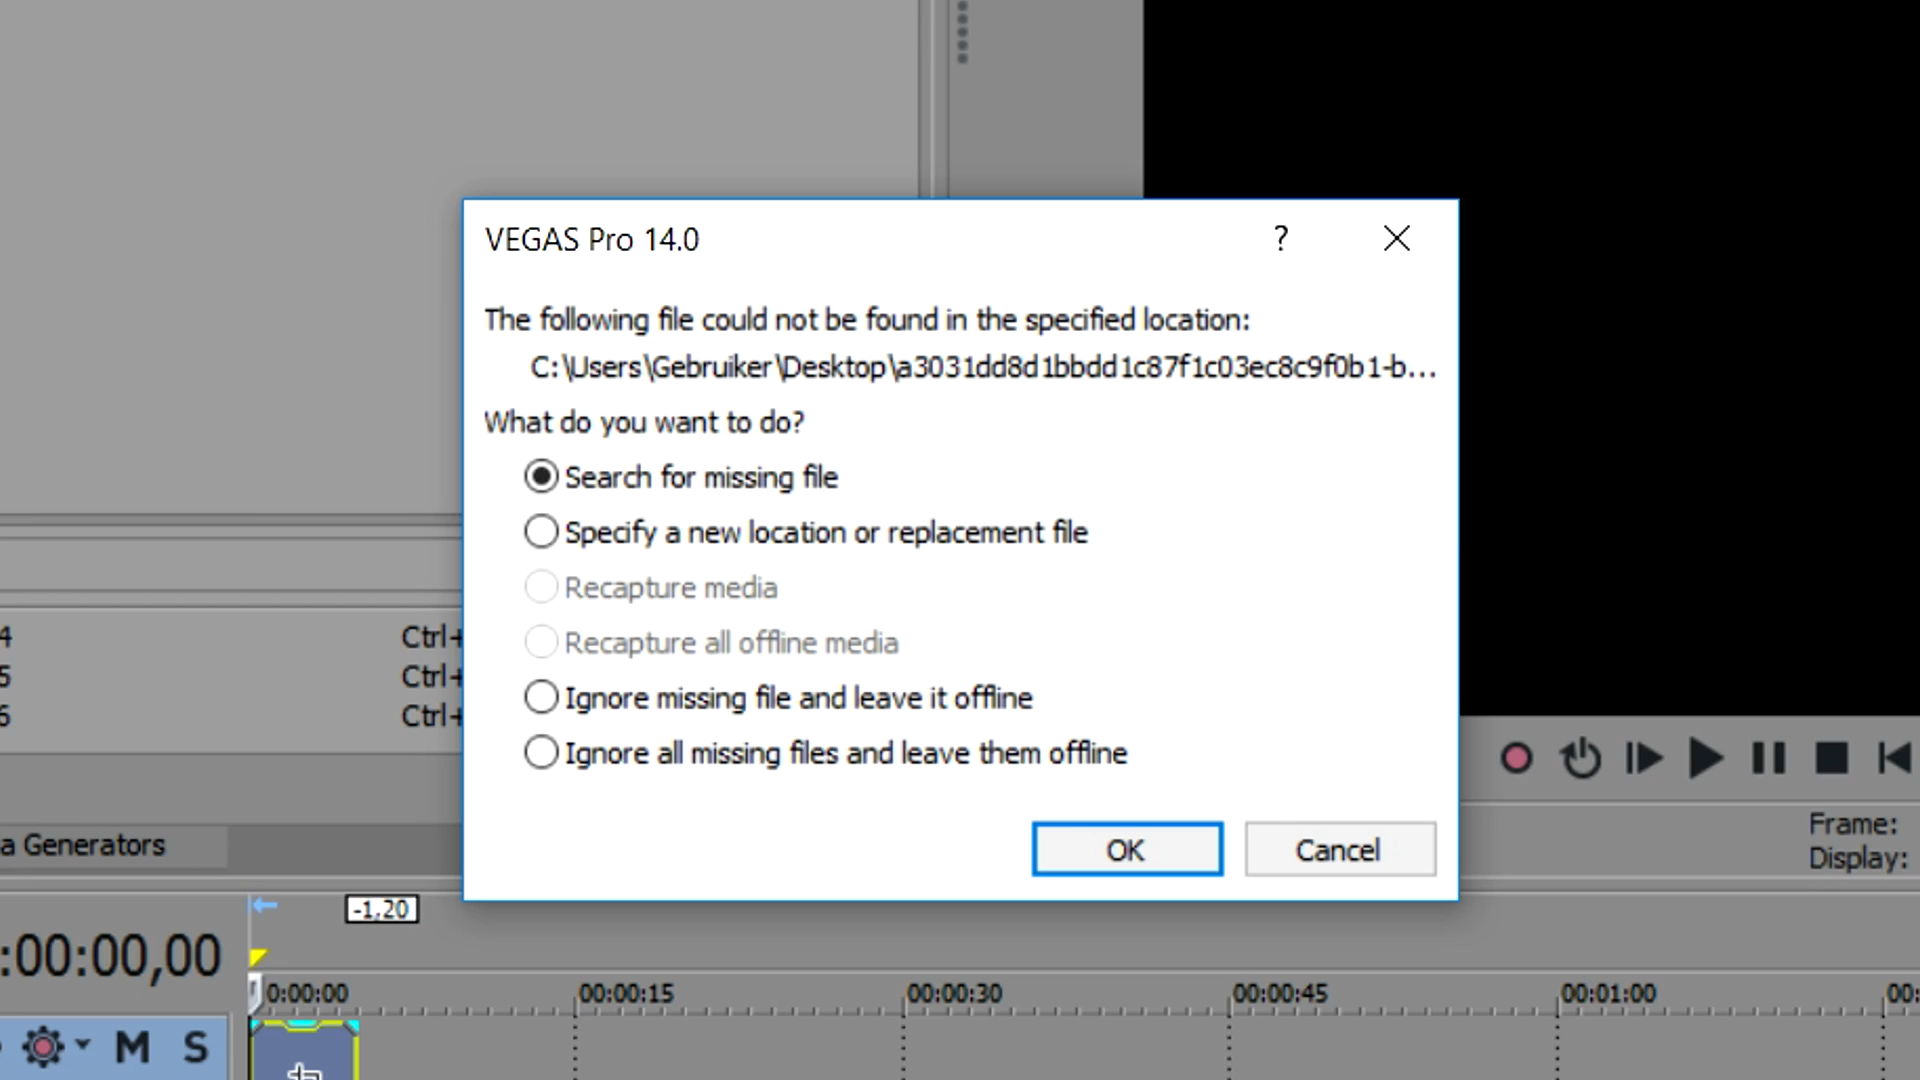 VEGAS Pro 14.0
?
The following file could not be found in the specified location:
C:\Users\Gebruiker\Desktop\a3031dd8d1bbdd1c87f1c03ec8c9f0b1-b...
What do you want to do?
Search for missing file
Specify a new location or replacement file
Recapture media
Recapture all offline media
Ignore missing file and leave it offline
Ignore all missing files and leave them offline
OK
Cancel
4 Ctrl+
5 Ctrl+
6 Ctrl+
a Generators
Frame:
Display:
-1,20
:00:00,00
0:00:00 00:00:15 00:00:30 00:00:45 00:01:00 00:
M S